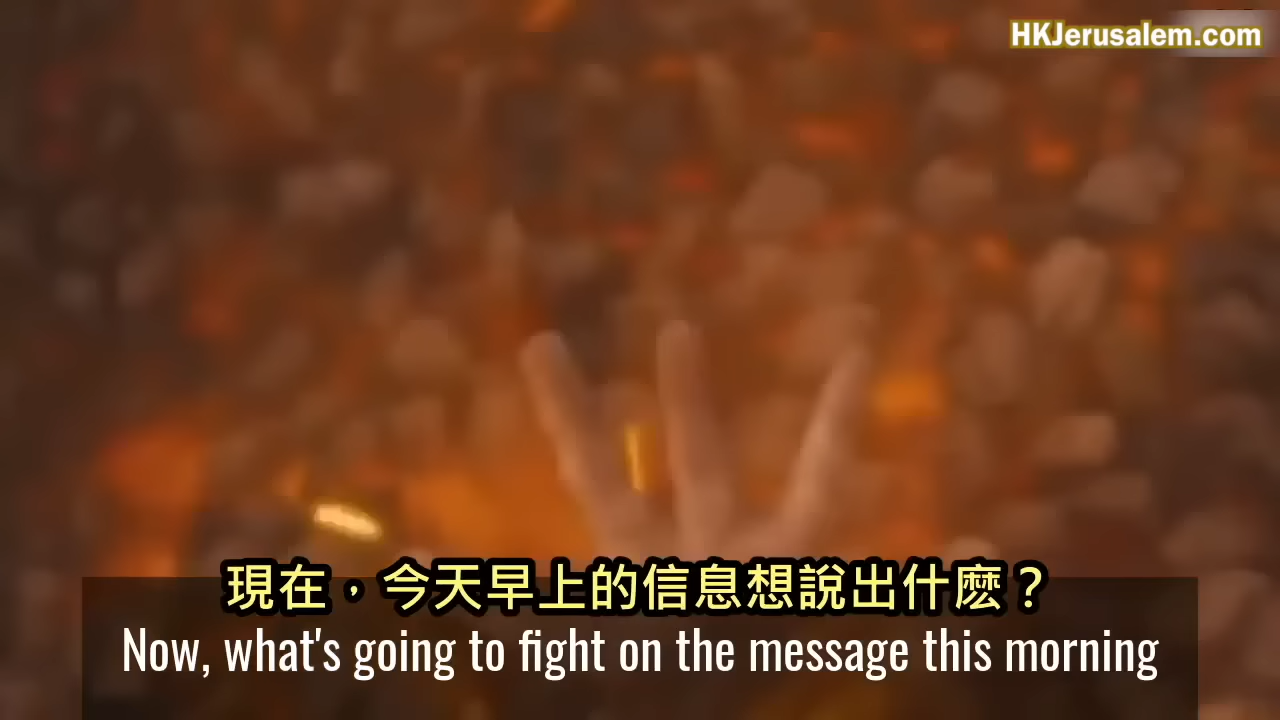 HKJerusalem.com
現在，今天早上的信息想說出什麽？
Now, what's going to fight on the message this morning